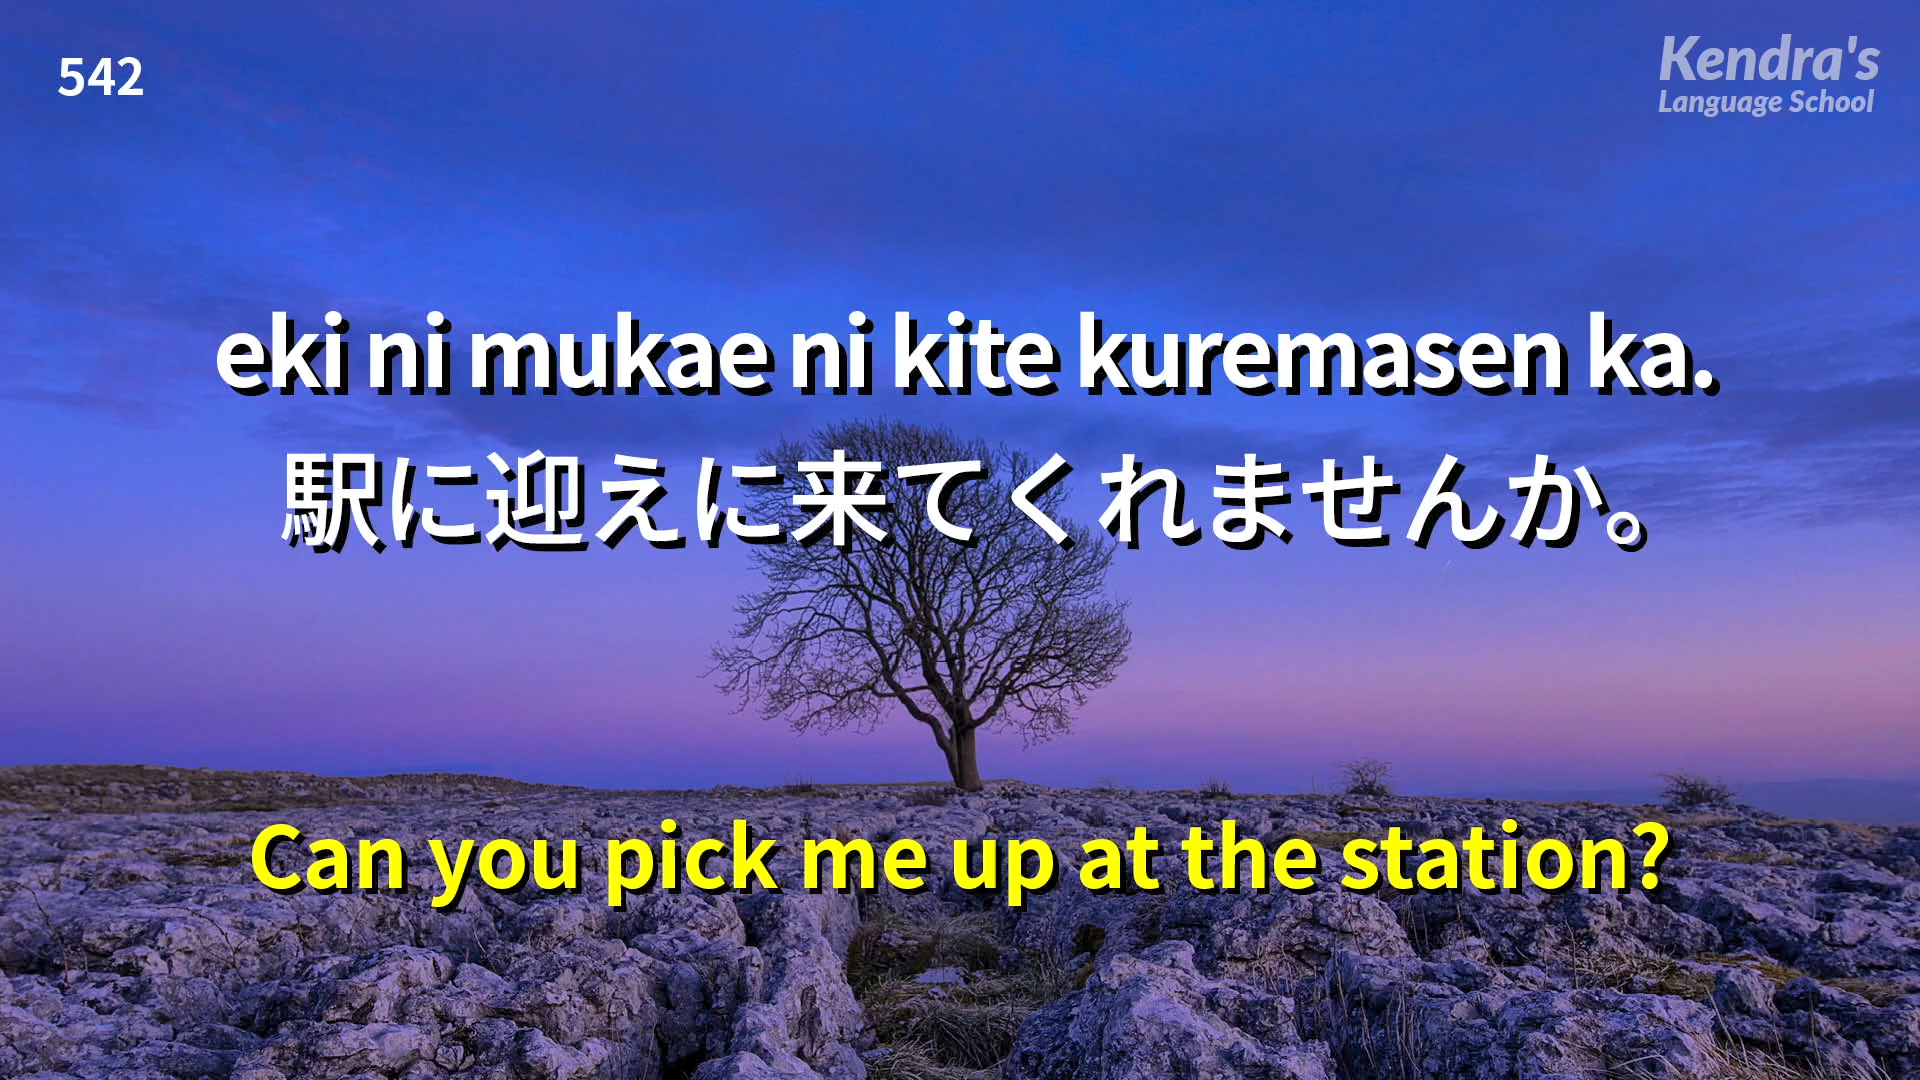 542
Kendra's
Language School
eki ni mukae ni kite kuremasen ka.
駅に迎えに来てくれませんか。
Can you pick me up at the station?